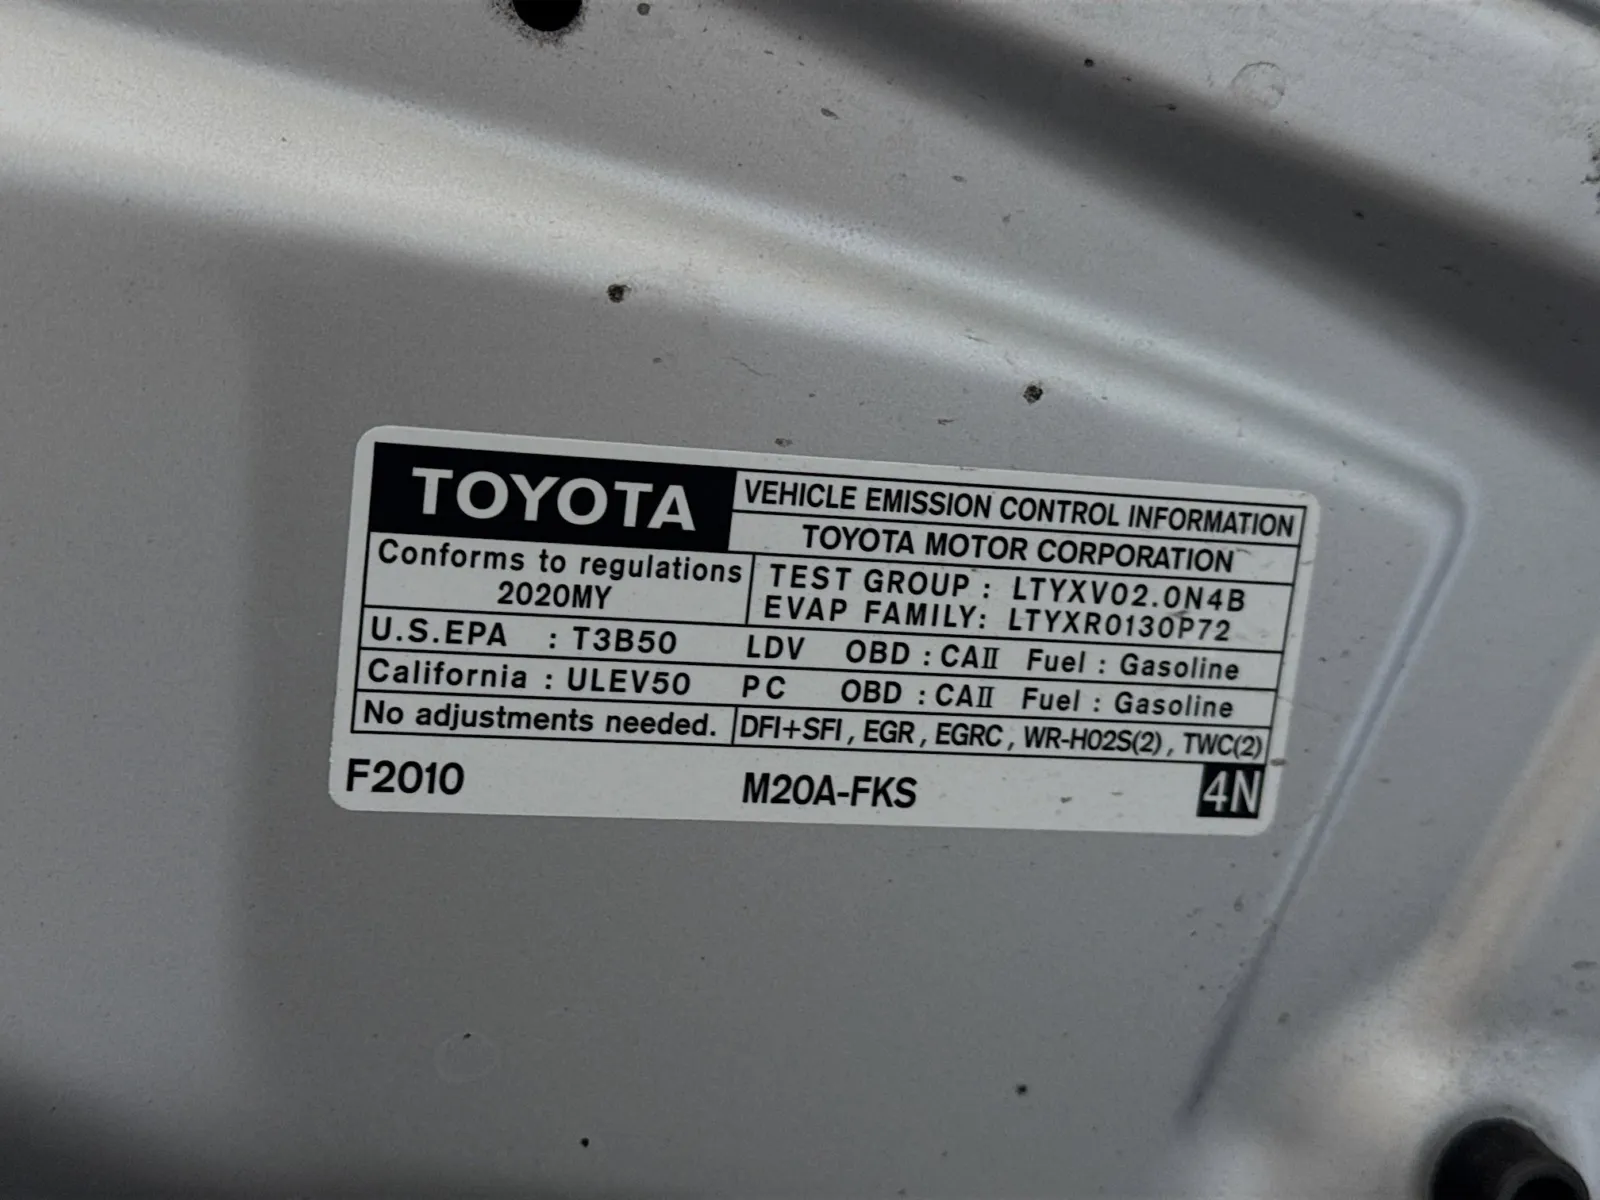 TOYOTA
VEHICLE EMISSION CONTROL INFORMATION
TOYOTA MOTOR CORPORATION
Conforms to regulations
2020MY
TEST GROUP : LTYXV02.0N4B
EVAP FAMILY: LTYXR0130P72
U.S.EPA : T3B50 LDV OBD : CAⅡ Fuel : Gasoline
California : ULEV50 PC OBD : CAⅡ Fuel : Gasoline
No adjustments needed. DFI+SFI, EGR, EGRC, WR-HO2S(2), TWC(2)
F2010 M20A-FKS 4N